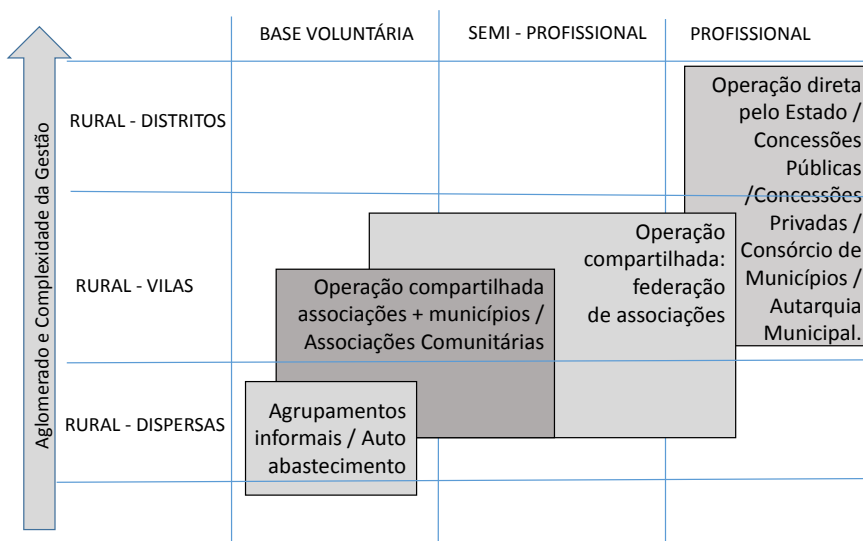 BASE VOLUNTÁRIA
SEMI - PROFISSIONAL
PROFISSIONAL
Aglomerado e Complexidade da Gestão
RURAL - DISTRITOS
Operação direta
pelo Estado /
Concessões
Públicas
/Concessões
Privadas /
Consórcio de
Municípios /
Autarquia
Municipal.
RURAL - VILAS
Operação
compartilhada:
federação
de associações
Operação compartilhada
associações + municípios /
Associações Comunitárias
RURAL - DISPERSAS
Agrupamentos
informais / Auto
abastecimento